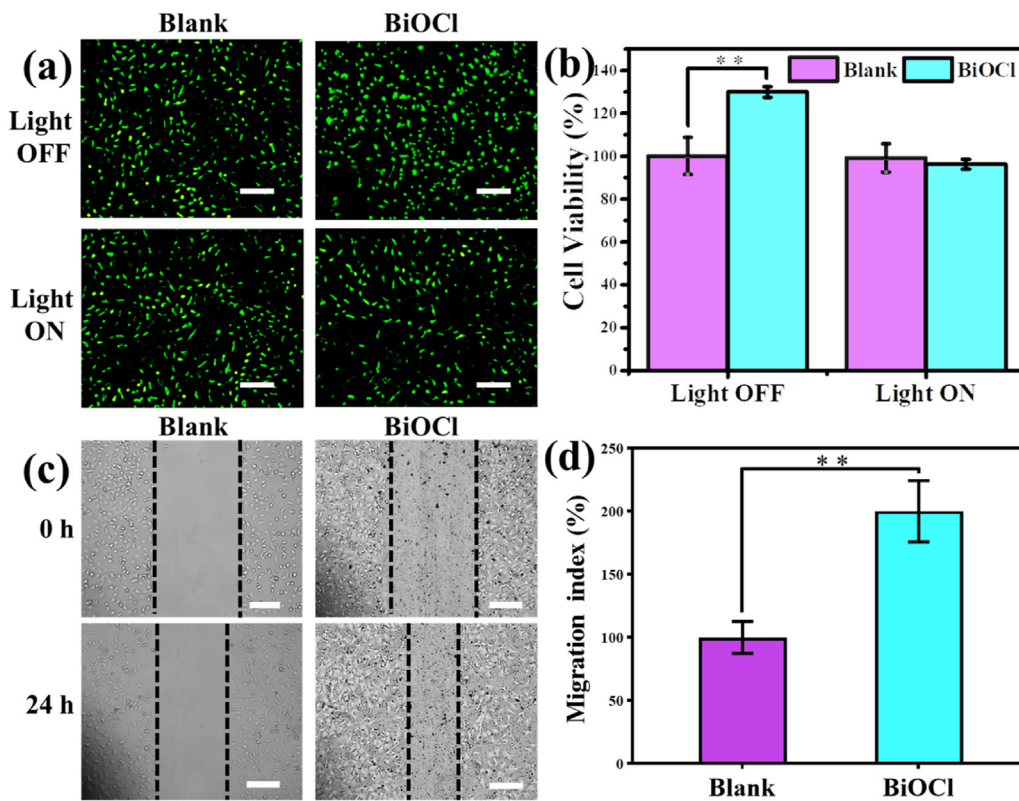 Blank BiOCl
(a)
Light
OFF
Light
ON
(b)
* *
Blank BiOCl
Cell Viability (%)
140
120
100
80
60
40
20
0
Light OFF Light ON
Blank BiOCl
(c)
0 h
24 h
(d)
* *
Migration index (%)
250
200
150
100
50
0
Blank BiOCl